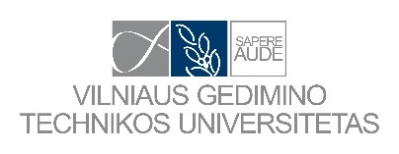 SAPERE
AUDE
VILNIAUS GEDIMINO
TECHNIKOS UNIVERSITETAS